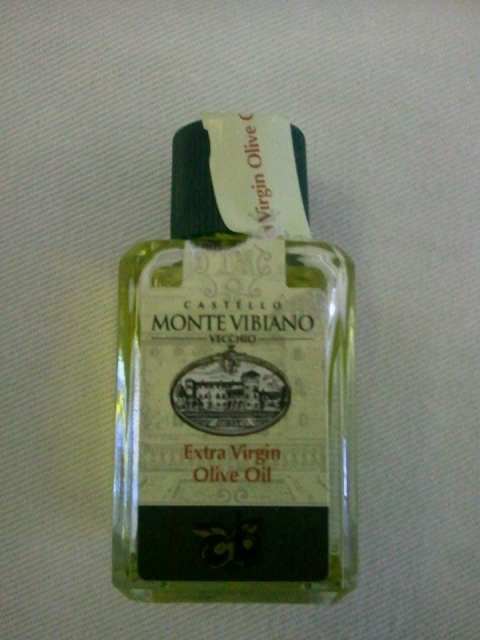 Virgin Olive
CASTELLO
MONTE VIBIANO
VECCHIO
Extra Virgin
Olive Oil